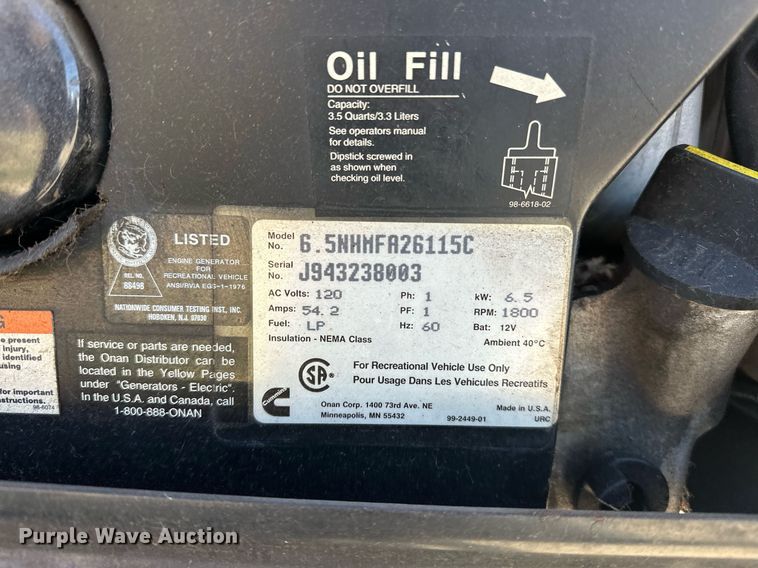 Oil Fill
DO NOT OVERFILL
Capacity:
3.5 Quarts/3.3 Liters
See operators manual
for details.
Dipstick screwed in
as shown when
checking oil level.
98-6618-02
LISTED
ENGINE GENERATOR
FOR
RECREATIONAL VEHICLE
ANSI/RVIA EGS-1-1976
REL. NO.
88498
NATIONWIDE CONSUMER TESTING INST., INC.
HOBOKEN, N.J. 07030
Model No. 6.5NHMFA26115C
Serial No. J943238003
AC Volts: 120 Ph: 1 kW: 6.5
Amps: 54.2 PF: 1 RPM: 1800
Fuel: LP Hz: 60 Bat: 12V
Insulation - NEMA Class Ambient 40°C
For Recreational Vehicle Use Only
Pour Usage Dans Les Vehicules Recreatifs
Cummins
Onan Corp. 1400 73rd Ave. NE
Minneapolis, MN 55432
99-2449-01
Made in U.S.A.
URC
If service or parts are needed,
the Onan Distributor can be
located in the Yellow Pages
under "Generators - Electric".
In the U.S.A. and Canada, call
1-800-888-ONAN
G
e present
injury,
identified
using
for important
instructions.
98-6074
Purple Wave Auction